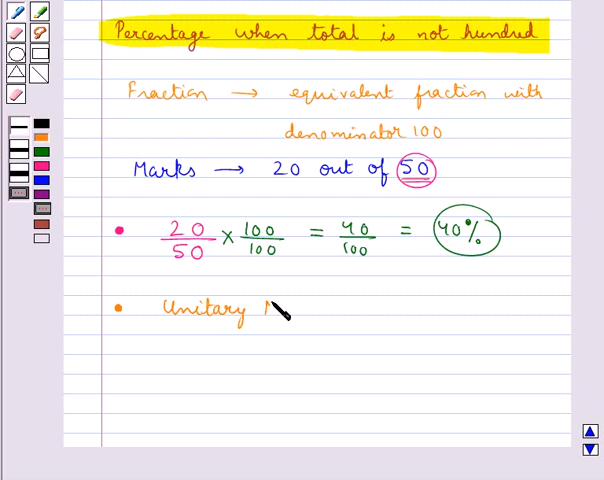 Percentage when total is not hundred
Fraction → equivalent fraction with
denominator 100
Marks → 20 out of 50
• 20/50 × 100/100 = 40/100 = 40%
• Unitary